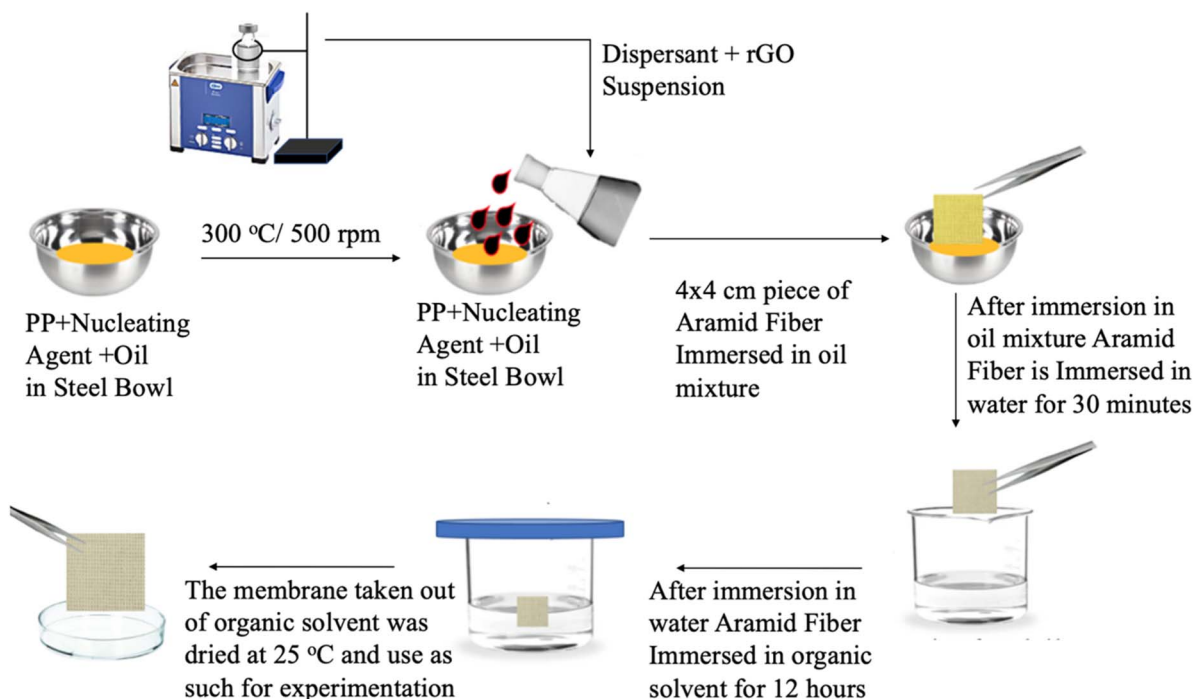 Dispersant + rGO
Suspension
300 °C/ 500 rpm
PP+Nucleating
Agent +Oil
in Steel Bowl
PP+Nucleating
Agent +Oil
in Steel Bowl
4x4 cm piece of
Aramid Fiber
Immersed in oil
mixture
After immersion in
oil mixture Aramid
Fiber is Immersed in
water for 30 minutes
After immersion in
water Aramid Fiber
Immersed in organic
solvent for 12 hours
The membrane taken out
of organic solvent was
dried at 25 °C and use as
such for experimentation